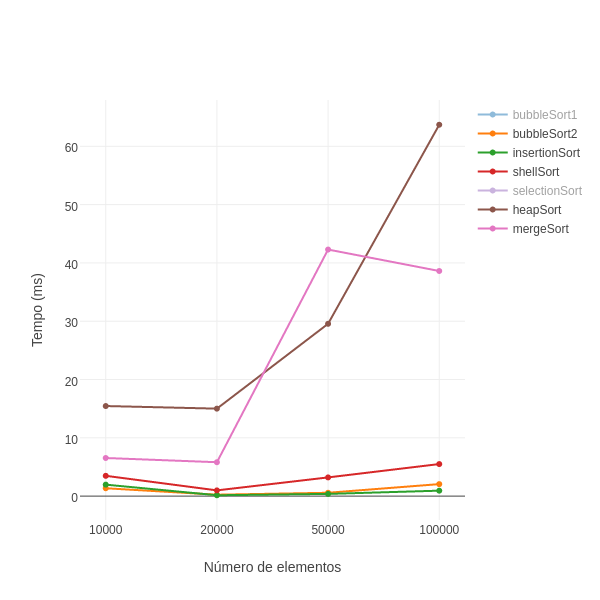 bubbleSort1
bubbleSort2
insertionSort
shellSort
selectionSort
heapSort
mergeSort
60
50
40
30
20
10
0
Tempo (ms)
10000 20000 50000 100000
Número de elementos